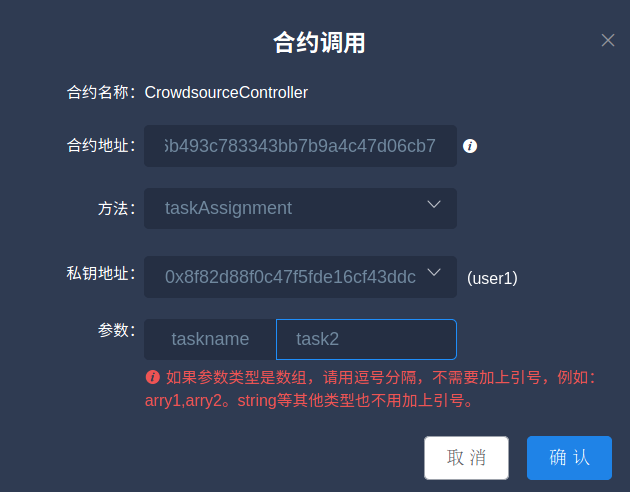 合约调用
合约名称: CrowdsourceController
合约地址: b493c783343bb7b9a4c47d06cb7
方法: taskAssignment
私钥地址: 0x8f82d88f0c47f5fde16cf43ddc (user1)
参数: taskname task2
如果参数类型是数组，请用逗号分隔，不需要加上引号，例如：
arry1,arry2。string等其他类型也不用加上引号。
取消 确认